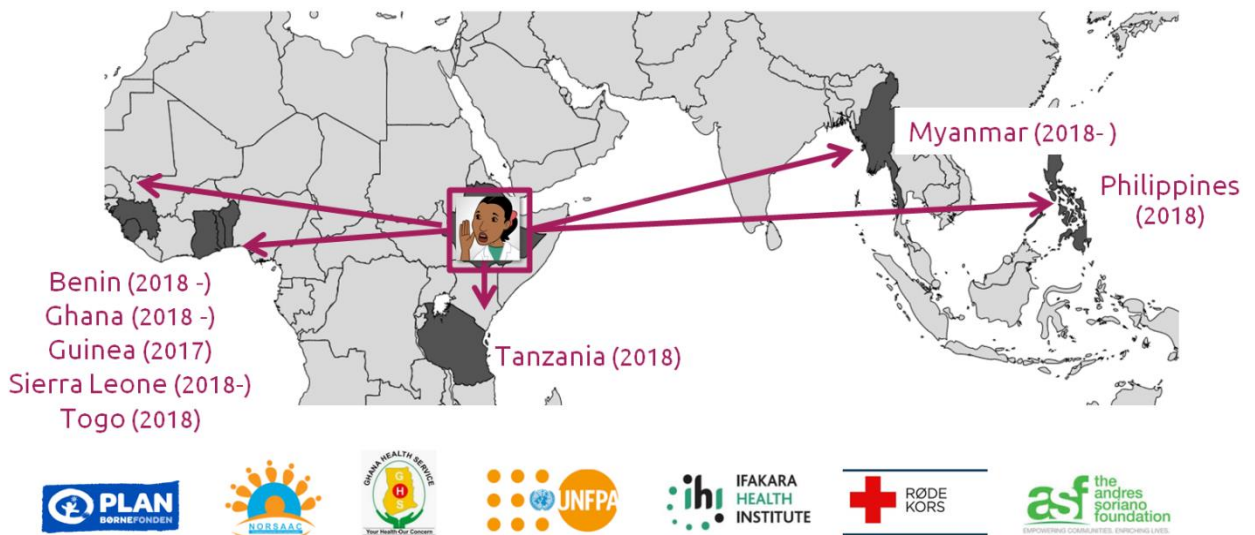 Myanmar (2018- )
Philippines
(2018)
Benin (2018 -)
Ghana (2018 -)
Guinea (2017)
Sierra Leone (2018-)
Togo (2018)
Tanzania (2018)
PLAN
BØRNEFONDEN
NORSAAC
GHANA HEALTH SERVICE
G
H
S
Your Health-Our Concern
UNFPA
ihi
IFAKARA
HEALTH
INSTITUTE
RØDE
KORS
asf
the
andres
soriano
foundation
EMPOWERING COMMUNITIES, ENRICHING LIVES.